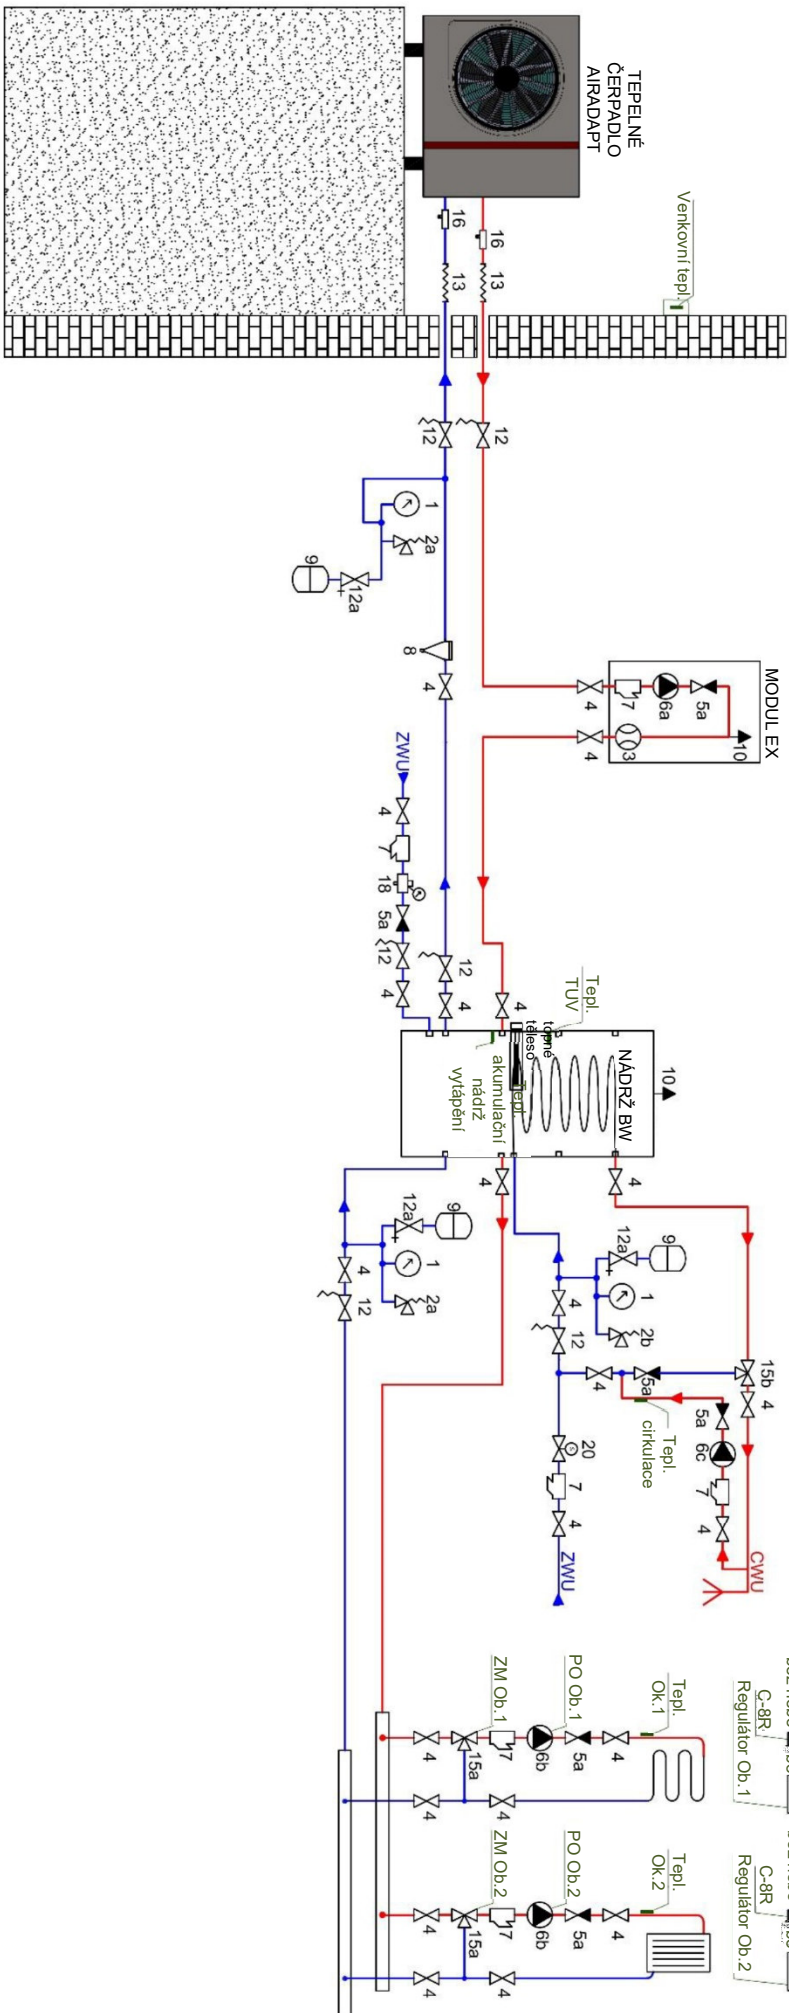 TEPELNÉ
ČERPADLO
AIRADAPT
Venkovní tepl.
16
16
13
13
12
12
1
2a
9
12a
8
4
MODUL EX
4
7
6a
5a
10
3
4
ZWU
4
7
18
5a
12
4
12
4
4
Tepl.
TUV
topné
těleso
NÁDRŽ BW
10
Tepl.
akumulační
nádrž
vytápění
4
4
9
12a
1
2a
4
12
9
12a
1
2b
4
12
15b
4
5a
4
5a
6c
7
4
Tepl.
cirkulace
20
7
4
ZWU
CWU
ZM Ob.1
PO Ob.1
Tepl.
Ok.1
C-8R
Regulátor Ob.1
4
15a
17
6b
5a
4
4
4
ZM Ob.2
PO Ob.2
Tepl.
Ok.2
C-8R
Regulátor Ob.2
4
15a
17
6b
5a
4
4
4